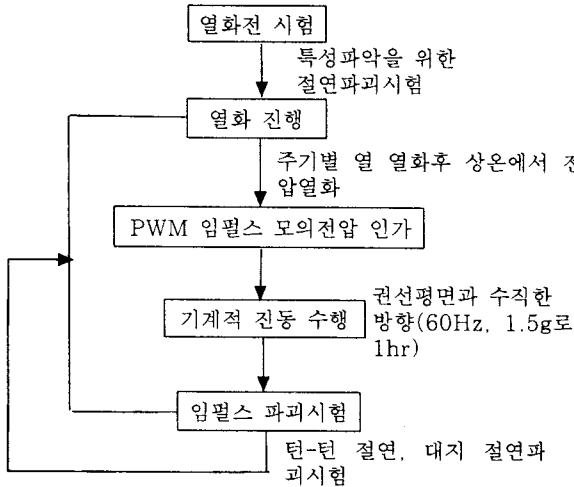 열화전 시험
특성파악을 위한
절연파괴시험
열화 진행
주기별 열 열화후 상온에서 전
압열화
PWM 임펄스 모의전압 인가
권선평면과 수직한
기계적 진동 수행
방향(60Hz, 1.5g로
1hr)
임펄스 파괴시험
턴-턴 절연, 대지 절연파
괴시험